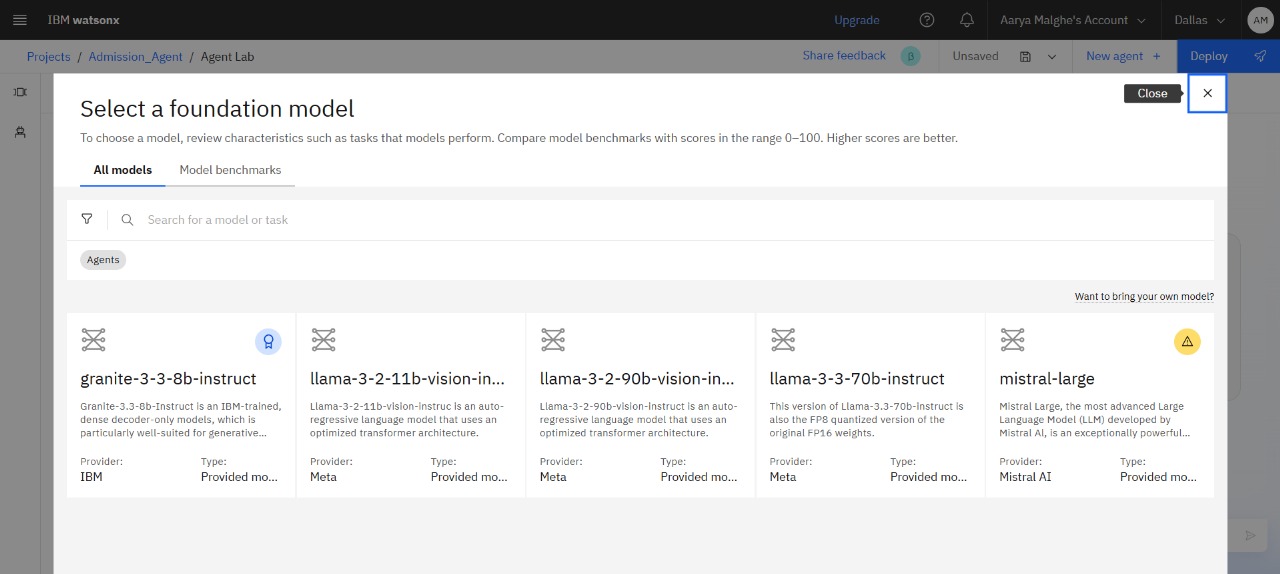 IBM watsonx
Upgrade
Aarya Malghe's Account
Dallas
AM
Projects / Admission_Agent / Agent Lab
Share feedback
β
Unsaved
New agent +
Deploy
Close
Select a foundation model
To choose a model, review characteristics such as tasks that models perform. Compare model benchmarks with scores in the range 0–100. Higher scores are better.
All models
Model benchmarks
Search for a model or task
Agents
Want to bring your own model?
granite-3-3-8b-instruct
Granite-3.3-8b-Instruct is an IBM-trained,
dense decoder-only models, which is
particularly well-suited for generative...
Provider:
IBM
Type:
Provided mo...
llama-3-2-11b-vision-in...
Llama-3-2-11b-vision-instruc is an auto-
regressive language model that uses an
optimized transformer architecture.
Provider:
Meta
Type:
Provided mo...
llama-3-2-90b-vision-in...
Llama-3-2-90b-vision-instruct is an auto-
regressive language model that uses an
optimized transformer architecture.
Provider:
Meta
Type:
Provided mo...
llama-3-3-70b-instruct
This version of Llama-3.3-70b-instruct is
also the FP8 quantized version of the
original FP16 weights.
Provider:
Meta
Type:
Provided mo...
mistral-large
Mistral Large, the most advanced Large
Language Model (LLM) developed by
Mistral Al, is an exceptionally powerful...
Provider:
Mistral AI
Type:
Provided mo...